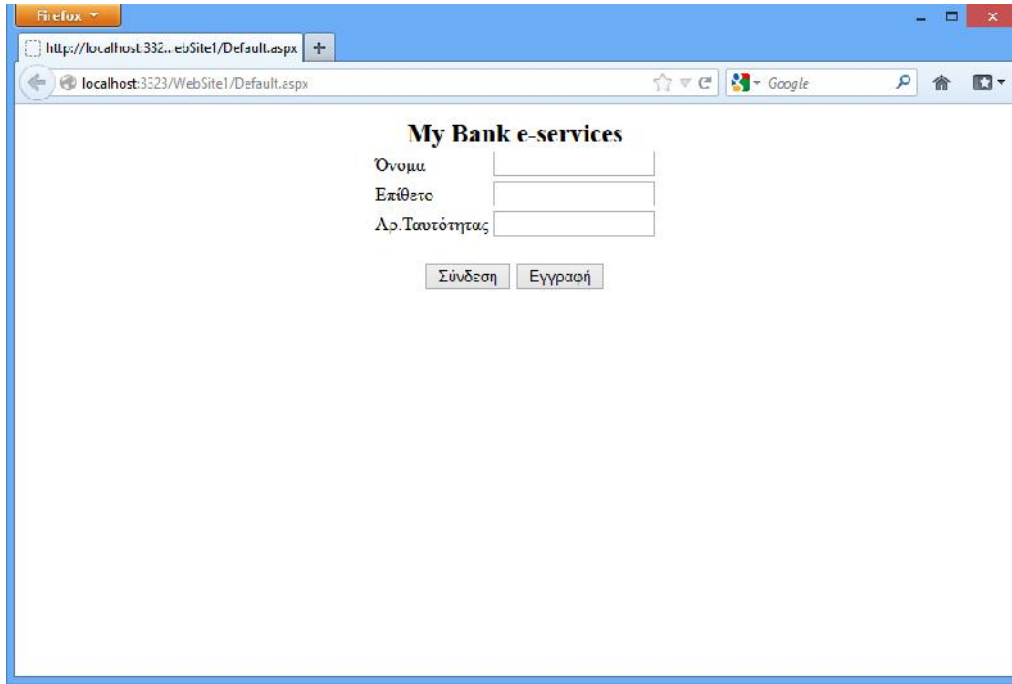 Firefox
http://localhost:332...ebSite1/Default.aspx +
localhost:3323/WebSite1/Default.aspx
Google
My Bank e-services
Όνομα
Επίθετο
Αρ.Ταυτότητας
Σύνδεση Εγγραφή